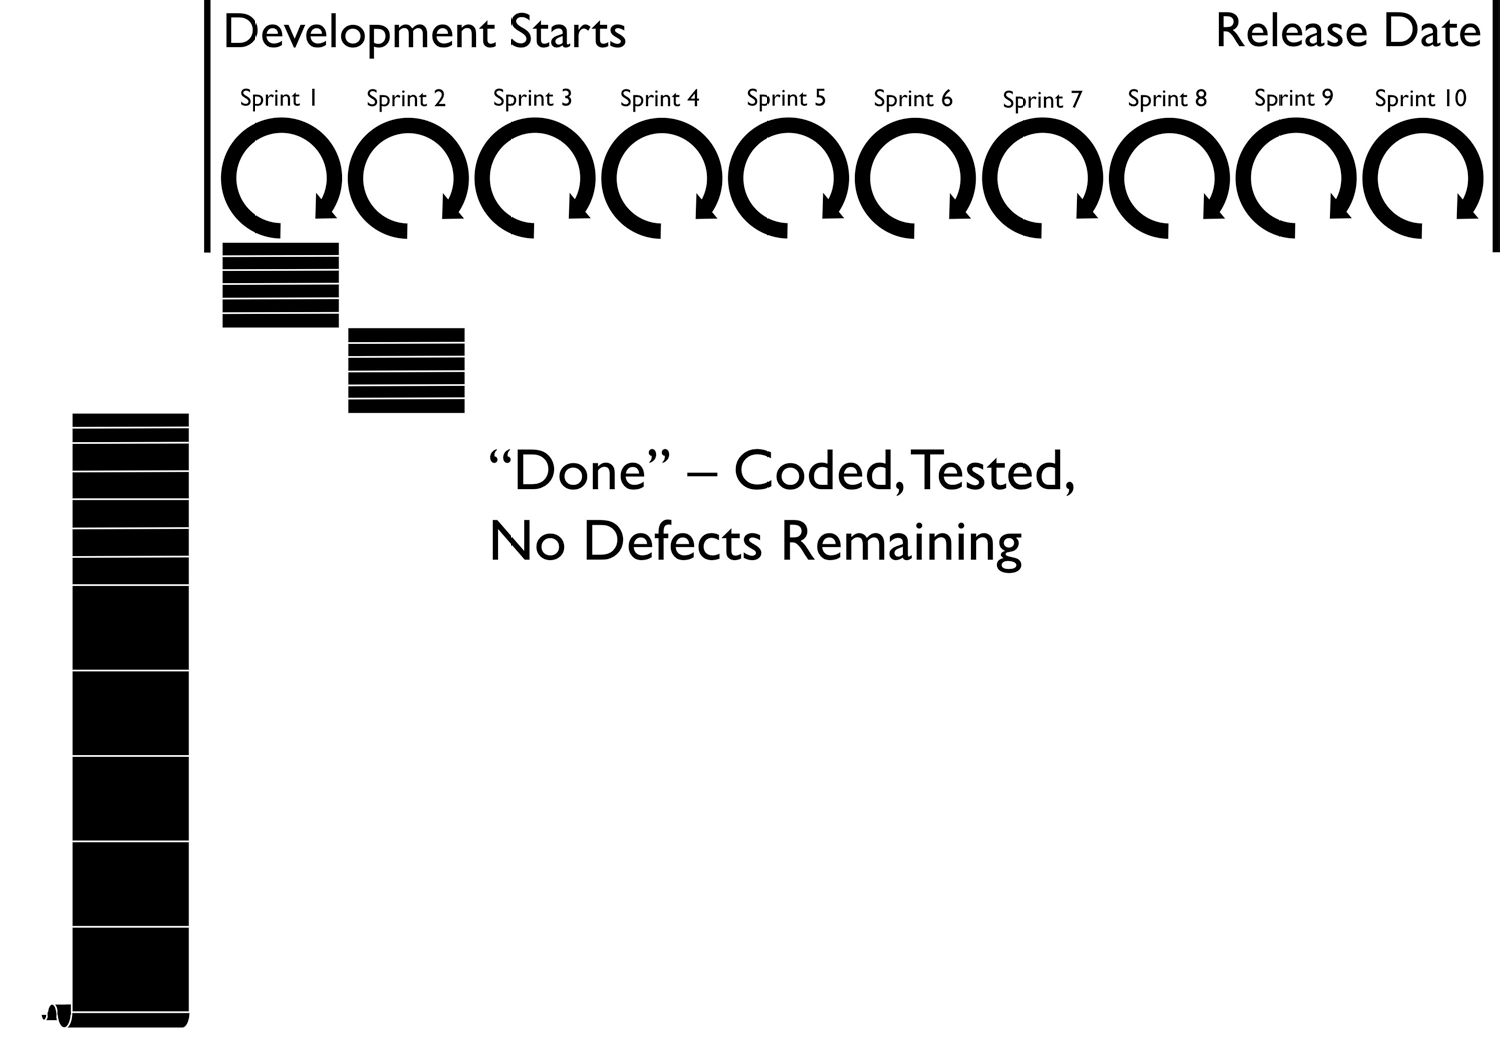 Development Starts
Release Date
Sprint 1
Sprint 2
Sprint 3
Sprint 4
Sprint 5
Sprint 6
Sprint 7
Sprint 8
Sprint 9
Sprint 10
“Done” – Coded, Tested,
No Defects Remaining